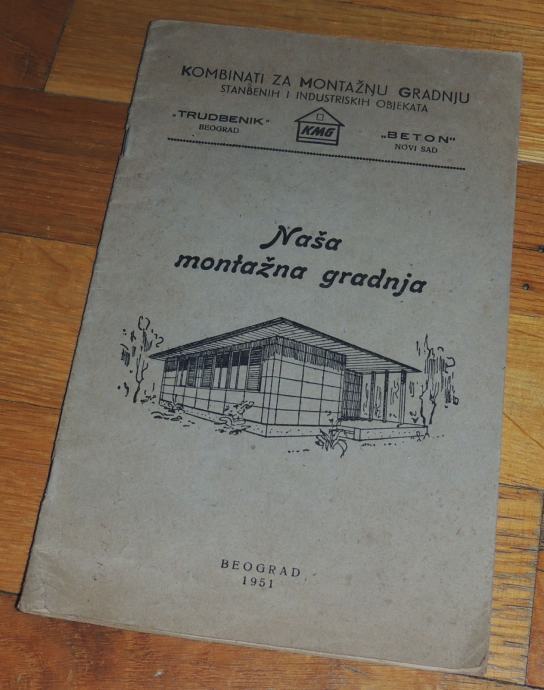 KOMBINATI ZA MONTAŽNU GRADNJU
STANBENIH I INDUSTRISKIH OBJEKATA
„TRUDBENIK“
BEOGRAD
KMG
„BETON“
NOVI SAD
Naša
montažna gradnja
BEOGRAD
1951